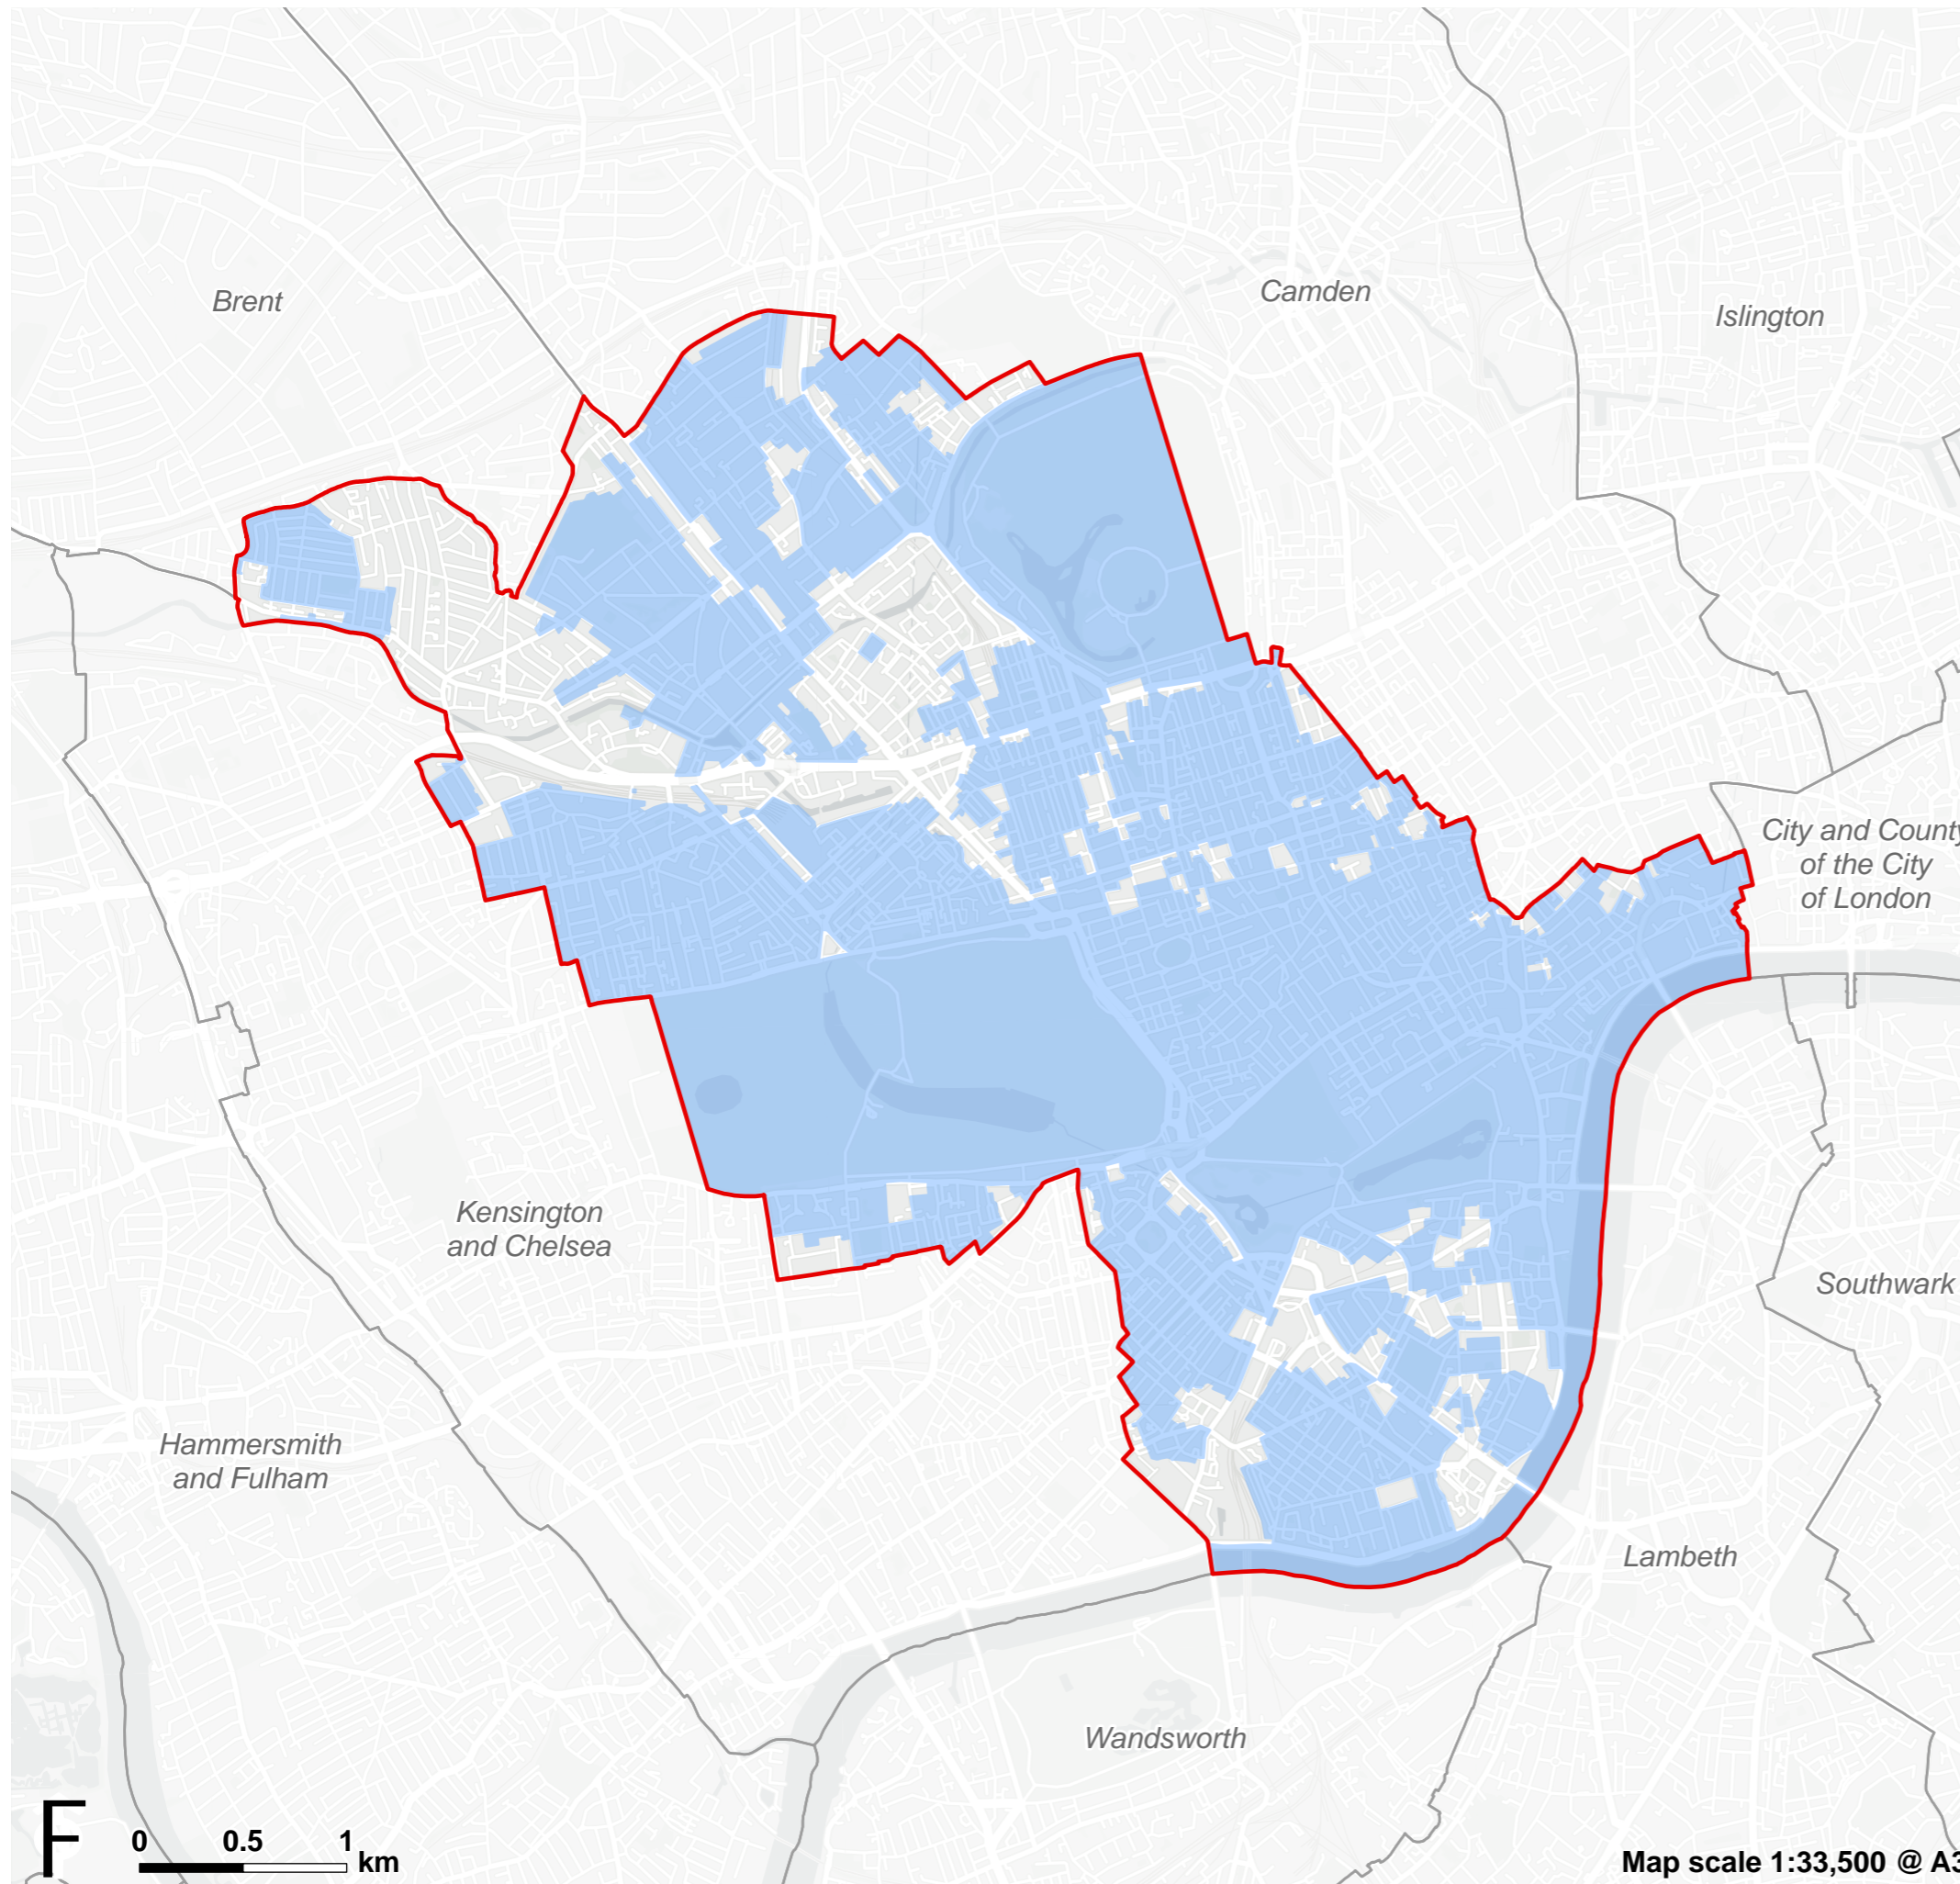 Brent
Camden
Islington
City and County
of the City
of London
Kensington
and Chelsea
Southwark
Hammersmith
and Fulham
Lambeth
Wandsworth
F
0 0.5 1
km
Map scale 1:33,500 @ A3